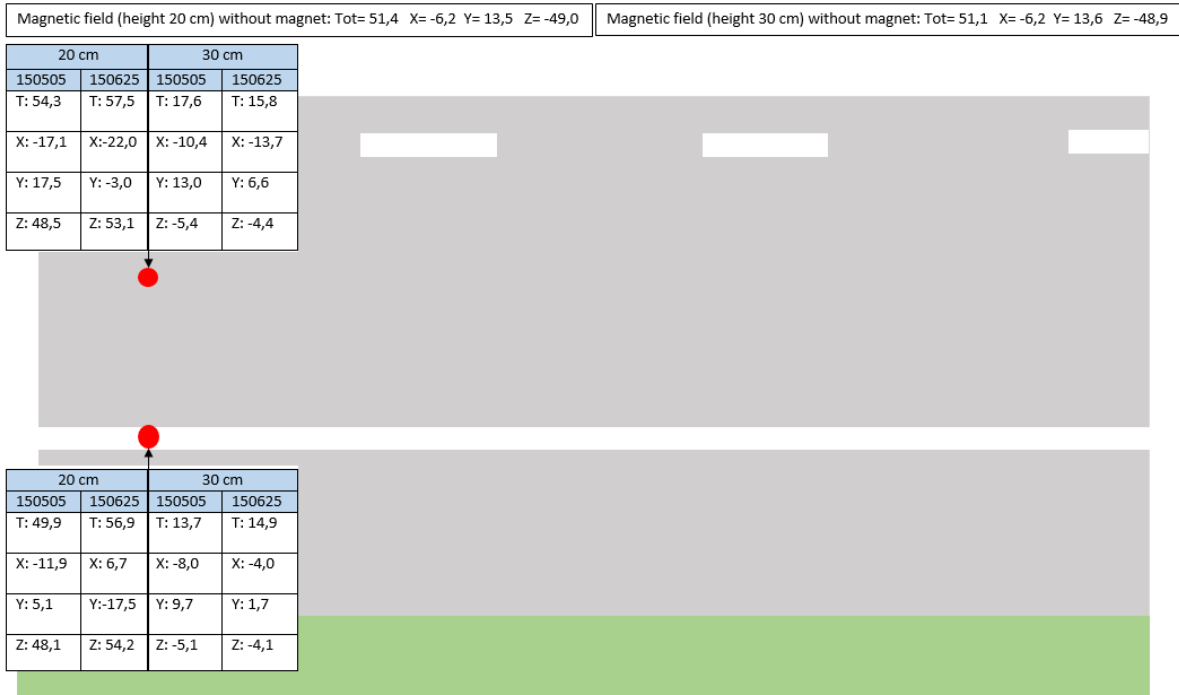 Magnetic field (height 20 cm) without magnet: Tot= 51,4 X= -6,2 Y= 13,5 Z= -49,0
Magnetic field (height 30 cm) without magnet: Tot= 51,1 X= -6,2 Y= 13,6 Z= -48,9
20 cm 30 cm
150505 150625 150505 150625
T: 54,3 T: 57,5 T: 17,6 T: 15,8
X: -17,1 X:-22,0 X: -10,4 X: -13,7
Y: 17,5 Y: -3,0 Y: 13,0 Y: 6,6
Z: 48,5 Z: 53,1 Z: -5,4 Z: -4,4
20 cm 30 cm
150505 150625 150505 150625
T: 49,9 T: 56,9 T: 13,7 T: 14,9
X: -11,9 X: 6,7 X: -8,0 X: -4,0
Y: 5,1 Y:-17,5 Y: 9,7 Y: 1,7
Z: 48,1 Z: 54,2 Z: -5,1 Z: -4,1